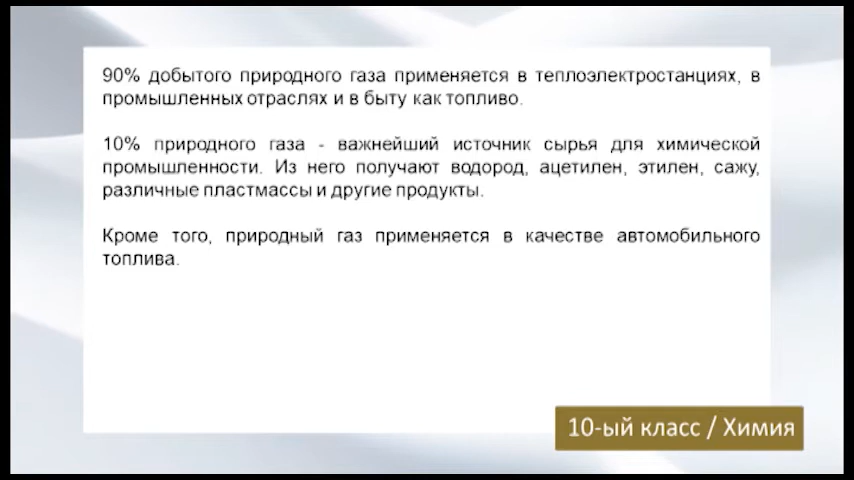 90% добытого природного газа применяется в теплоэлектростанциях, в
промышленных отраслях и в быту как топливо.
10% природного газа - важнейший источник сырья для химической
промышленности. Из него получают водород, ацетилен, этилен, сажу,
различные пластмассы и другие продукты.
Кроме того, природный газ применяется в качестве автомобильного
топлива.
10-ый класс / Химия